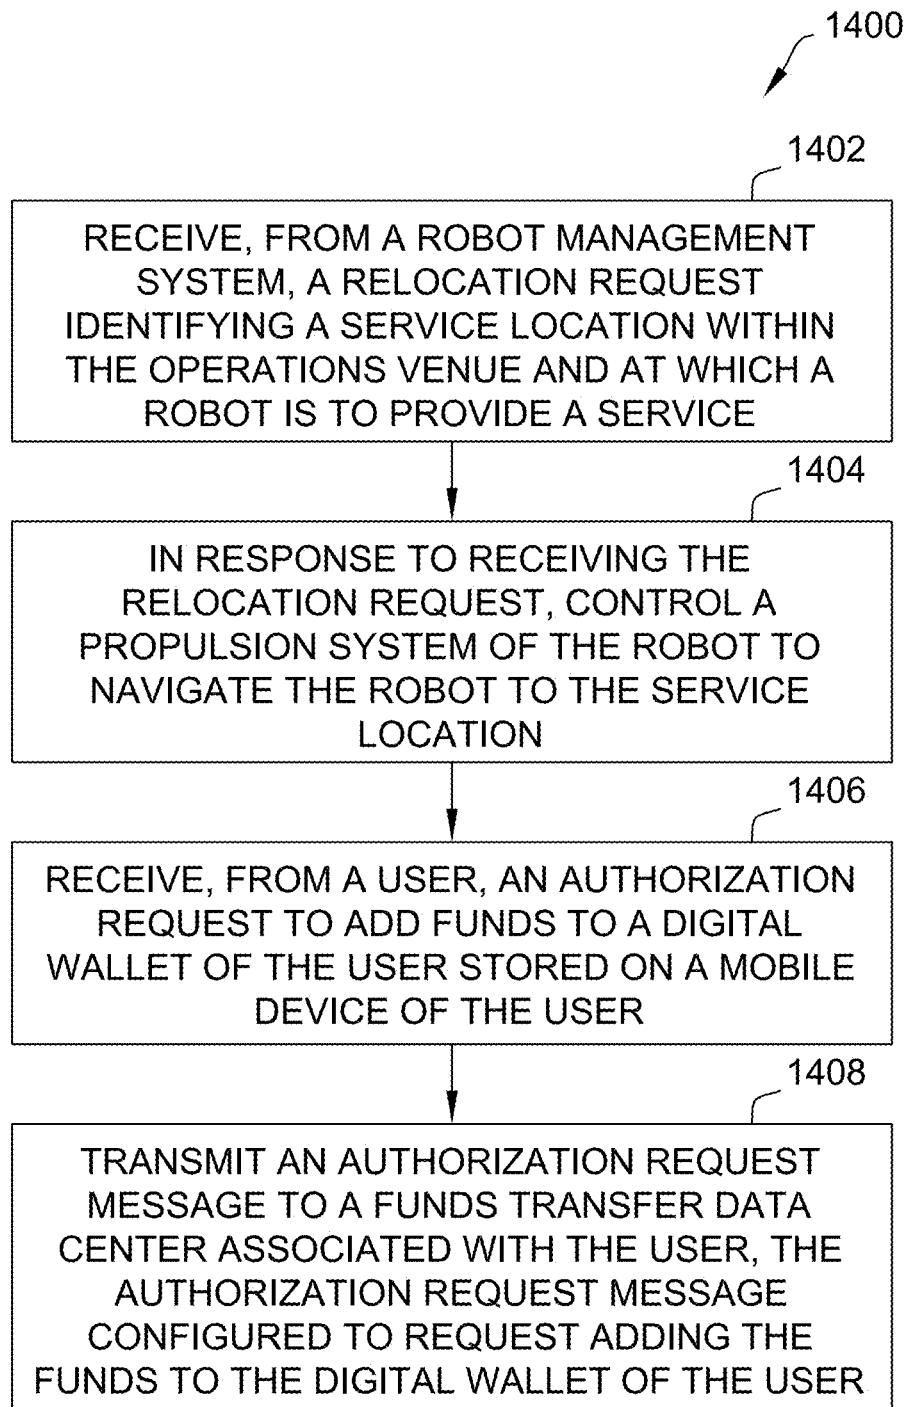 1400
1402
RECEIVE, FROM A ROBOT MANAGEMENT
SYSTEM, A RELOCATION REQUEST
IDENTIFYING A SERVICE LOCATION WITHIN
THE OPERATIONS VENUE AND AT WHICH A
ROBOT IS TO PROVIDE A SERVICE
1404
IN RESPONSE TO RECEIVING THE
RELOCATION REQUEST, CONTROL A
PROPULSION SYSTEM OF THE ROBOT TO
NAVIGATE THE ROBOT TO THE SERVICE
LOCATION
1406
RECEIVE, FROM A USER, AN AUTHORIZATION
REQUEST TO ADD FUNDS TO A DIGITAL
WALLET OF THE USER STORED ON A MOBILE
DEVICE OF THE USER
1408
TRANSMIT AN AUTHORIZATION REQUEST
MESSAGE TO A FUNDS TRANSFER DATA
CENTER ASSOCIATED WITH THE USER, THE
AUTHORIZATION REQUEST MESSAGE
CONFIGURED TO REQUEST ADDING THE
FUNDS TO THE DIGITAL WALLET OF THE USER